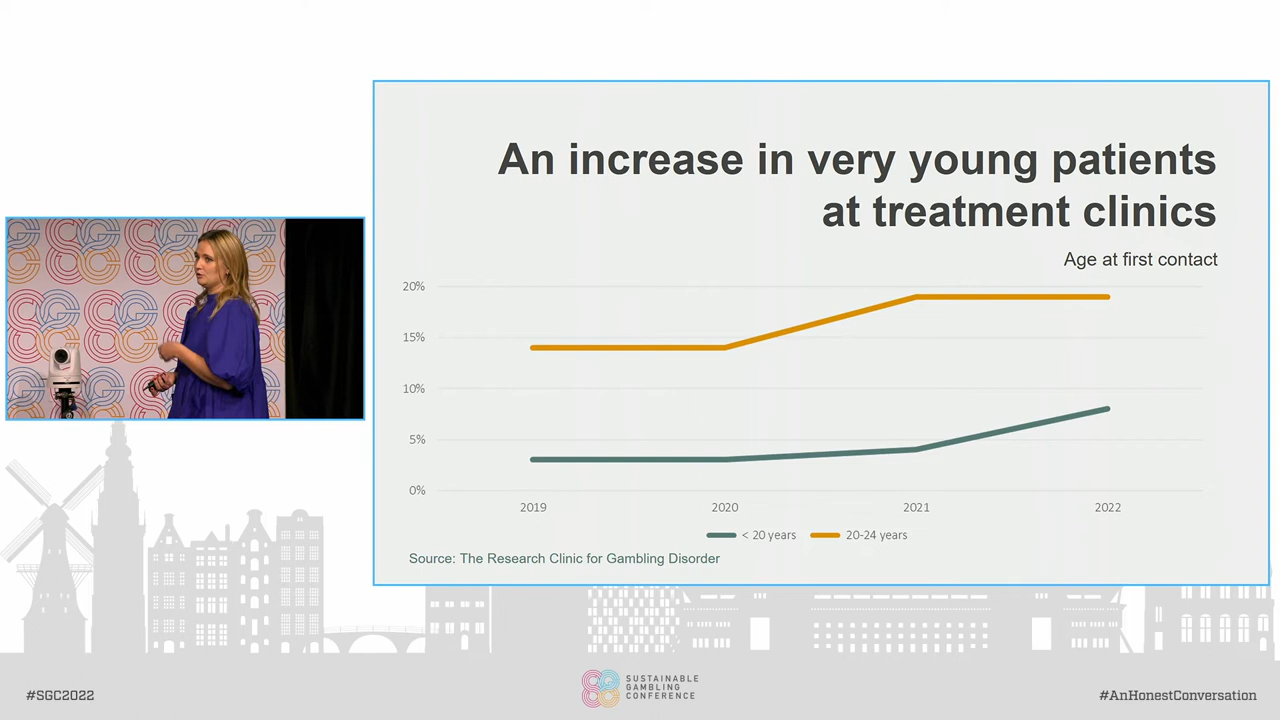 An increase in very young patients
at treatment clinics
Age at first contact
20%
15%
10%
5%
0%
2019
2020
2021
2022
< 20 years
20-24 years
Source: The Research Clinic for Gambling Disorder
#SGC2022
SUSTAINABLE
GAMBLING
CONFERENCE
#AnHonestConversation